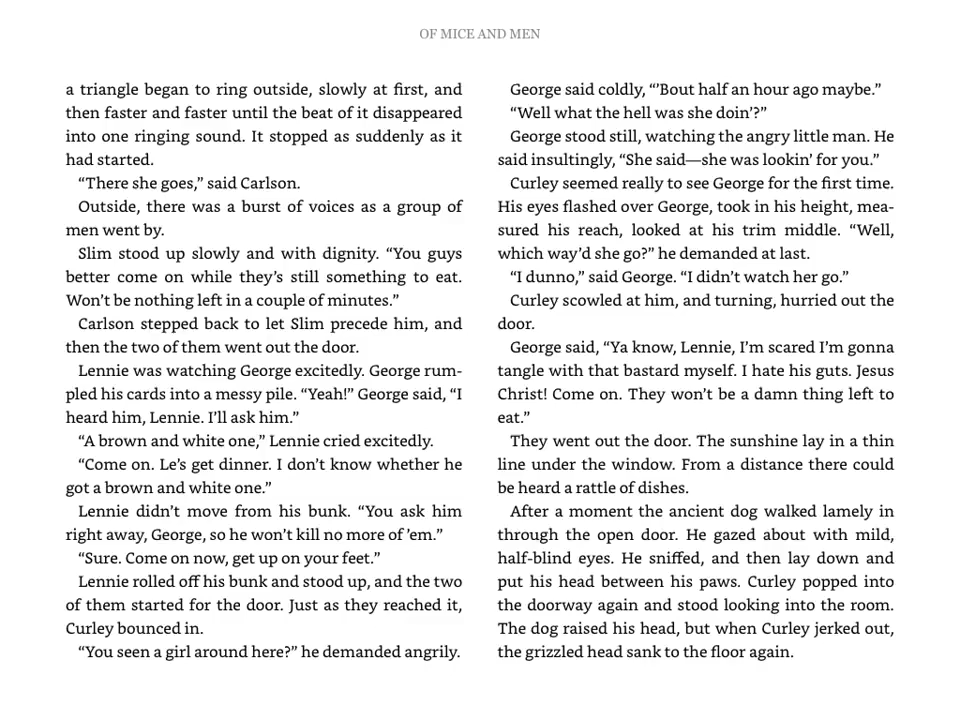 OF MICE AND MEN
a triangle began to ring outside, slowly at first, and
then faster and faster until the beat of it disappeared
into one ringing sound. It stopped as suddenly as it
had started.
“There she goes,” said Carlson.
Outside, there was a burst of voices as a group of
men went by.
Slim stood up slowly and with dignity. “You guys
better come on while they’s still something to eat.
Won’t be nothing left in a couple of minutes.”
Carlson stepped back to let Slim precede him, and
then the two of them went out the door.
Lennie was watching George excitedly. George rum-
pled his cards into a messy pile. “Yeah!” George said, “I
heard him, Lennie. I’ll ask him.”
“A brown and white one,” Lennie cried excitedly.
“Come on. Le’s get dinner. I don’t know whether he
got a brown and white one.”
Lennie didn’t move from his bunk. “You ask him
right away, George, so he won’t kill no more of ’em.”
“Sure. Come on now, get up on your feet.”
Lennie rolled off his bunk and stood up, and the two
of them started for the door. Just as they reached it,
Curley bounced in.
“You seen a girl around here?” he demanded angrily.
George said coldly, “’Bout half an hour ago maybe.”
“Well what the hell was she doin’?”
George stood still, watching the angry little man. He
said insultingly, “She said—she was lookin’ for you.”
Curley seemed really to see George for the first time.
His eyes flashed over George, took in his height, mea-
sured his reach, looked at his trim middle. “Well,
which way’d she go?” he demanded at last.
“I dunno,” said George. “I didn’t watch her go.”
Curley scowled at him, and turning, hurried out the
door.
George said, “Ya know, Lennie, I’m scared I’m gonna
tangle with that bastard myself. I hate his guts. Jesus
Christ! Come on. They won’t be a damn thing left to
eat.”
They went out the door. The sunshine lay in a thin
line under the window. From a distance there could
be heard a rattle of dishes.
After a moment the ancient dog walked lamely in
through the open door. He gazed about with mild,
half-blind eyes. He sniffed, and then lay down and
put his head between his paws. Curley popped into
the doorway again and stood looking into the room.
The dog raised his head, but when Curley jerked out,
the grizzled head sank to the floor again.